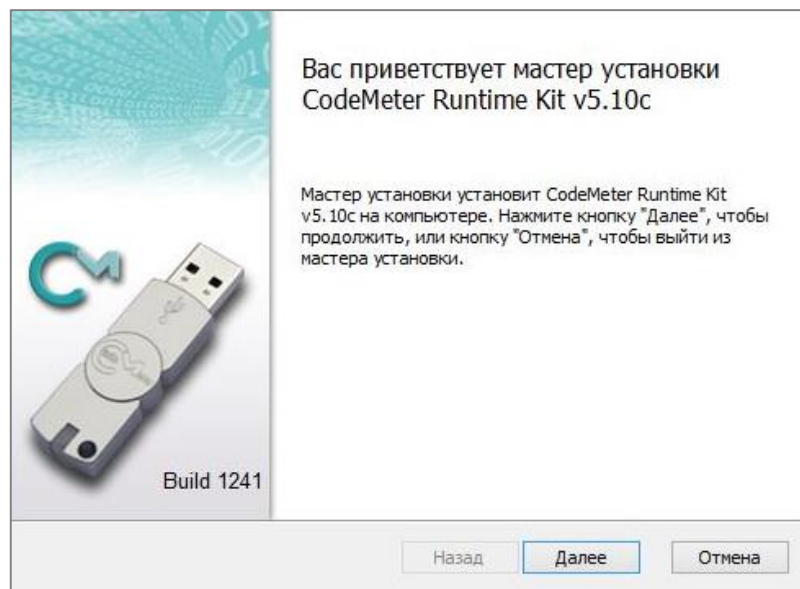 Вас приветствует мастер установки
CodeMeter Runtime Kit v5.10c
Мастер установки установит CodeMeter Runtime Kit
v5.10c на компьютере. Нажмите кнопку "Далее", чтобы
продолжить, или кнопку "Отмена", чтобы выйти из
мастера установки.
Build 1241
Назад Далее Отмена